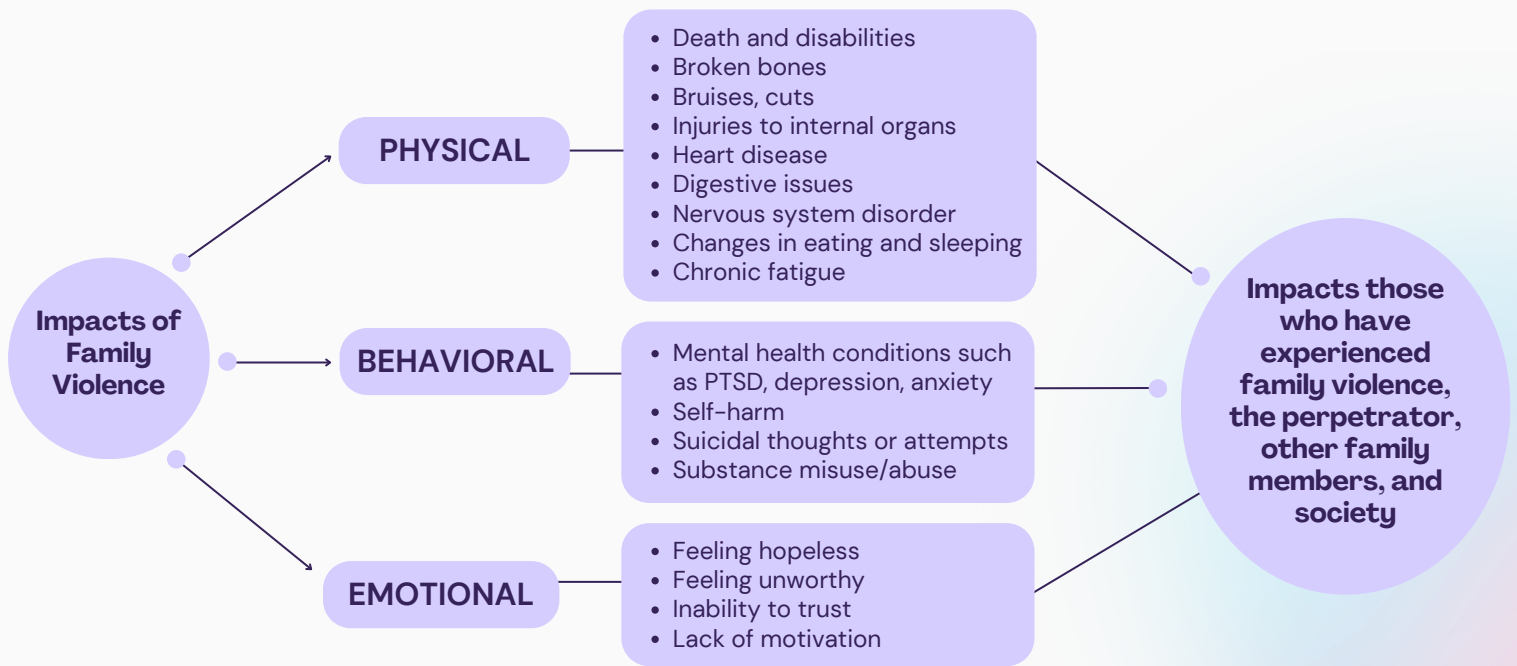 Impacts of
Family
Violence
PHYSICAL
• Death and disabilities
• Broken bones
• Bruises, cuts
• Injuries to internal organs
• Heart disease
• Digestive issues
• Nervous system disorder
• Changes in eating and sleeping
• Chronic fatigue
BEHAVIORAL
• Mental health conditions such
as PTSD, depression, anxiety
• Self-harm
• Suicidal thoughts or attempts
• Substance misuse/abuse
EMOTIONAL
• Feeling hopeless
• Feeling unworthy
• Inability to trust
• Lack of motivation
Impacts those
who have
experienced
family violence,
the perpetrator,
other family
members, and
society